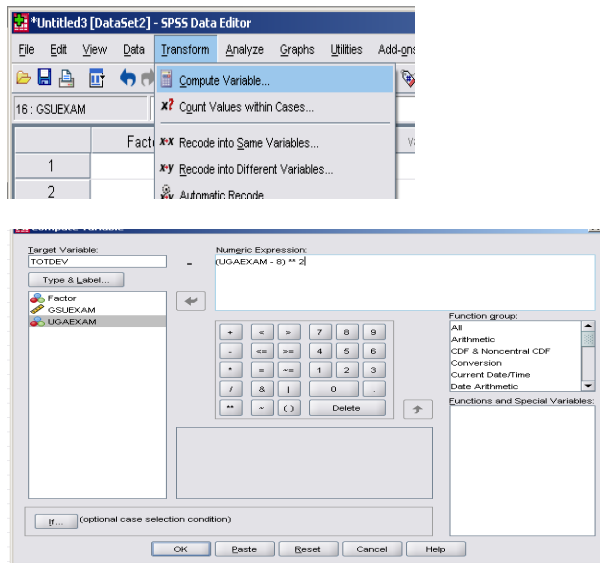 *Untitled3 [DataSet2] - SPSS Data Editor
File Edit View Data Transform Analyze Graphs Utilities Add-ons
16 : GSUEXAM
Compute Variable...
x? Count Values within Cases...
Fact
x•x Recode into Same Variables...
1
x•y Recode into Different Variables...
2
Automatic Recode
Compute Variable
Target Variable:
Numeric Expression:
TOTDEV
=
(UGAEXAM - 8) ** 2
Type & Label...
Factor
GSUEXAM
UGAEXAM
Function group:
+ < > 7 8 9
All
Arithmetic
- <= >= 4 5 6
CDF & Noncentral CDF
* = ~= 1 2 3
Conversion
Current Date/Time
/ & | 0 .
Date Arithmetic
** ~ ( ) Delete
Functions and Special Variables:
If... (optional case selection condition)
OK Paste Reset Cancel Help